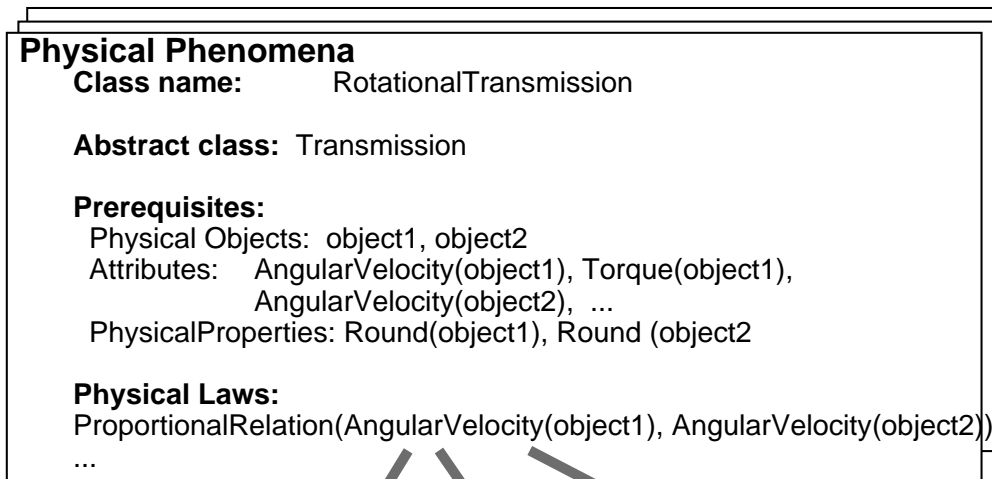 Physical Phenomena
Class name: RotationalTransmission
Abstract class: Transmission
Prerequisites:
Physical Objects: object1, object2
Attributes: AngularVelocity(object1), Torque(object1),
AngularVelocity(object2), ...
PhysicalProperties: Round(object1), Round (object2
Physical Laws:
ProportionalRelation(AngularVelocity(object1), AngularVelocity(object2))
...